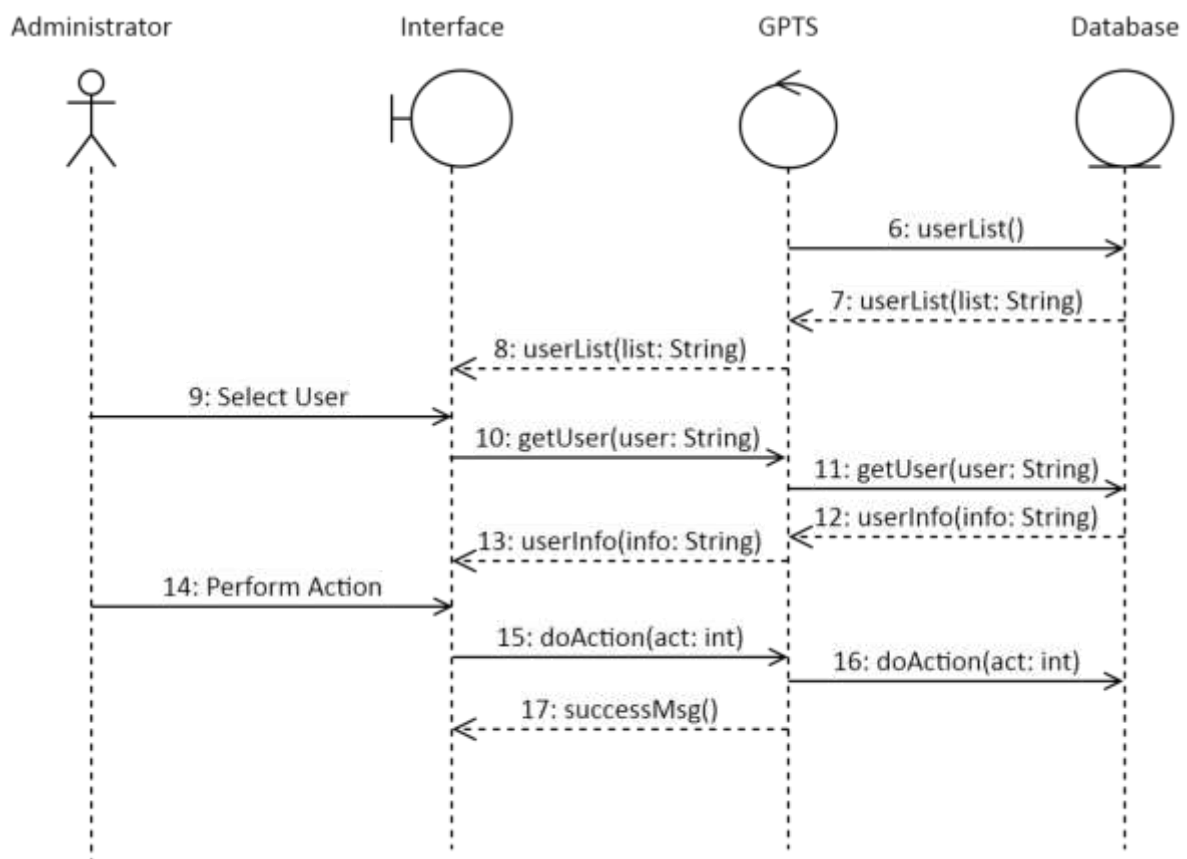 Administrator
Interface
GPTS
Database
6: userList()
7: userList(list: String)
8: userList(list: String)
9: Select User
10: getUser(user: String)
11: getUser(user: String)
12: userInfo(info: String)
13: userInfo(info: String)
14: Perform Action
15: doAction(act: int)
16: doAction(act: int)
17: successMsg()